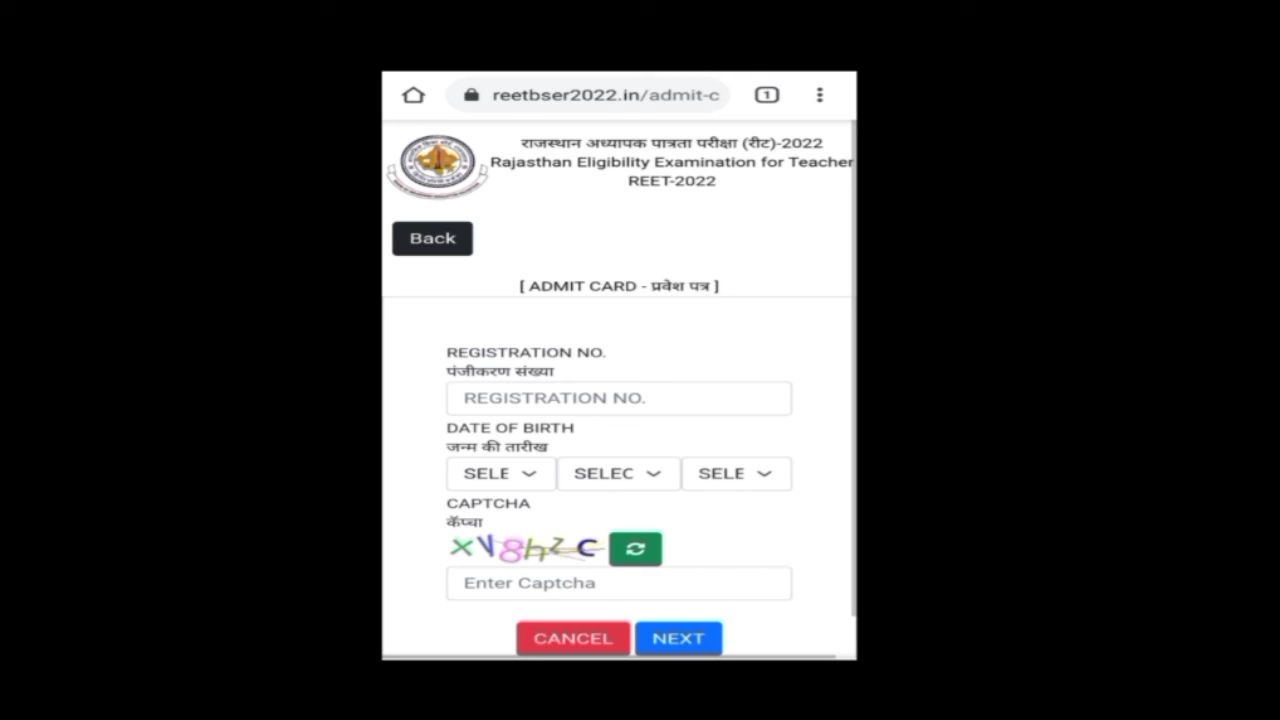 reetbser2022.in/admit-c
1
राजस्थान अध्यापक पात्रता परीक्षा (रीट)-2022
Rajasthan Eligibility Examination for Teacher
REET-2022
Back
[ ADMIT CARD - प्रवेश पत्र ]
REGISTRATION NO.
पंजीकरण संख्या
REGISTRATION NO.
DATE OF BIRTH
जन्म की तारीख
SELE SELEC SELE
CAPTCHA
कॅप्चा
Enter Captcha
CANCEL NEXT